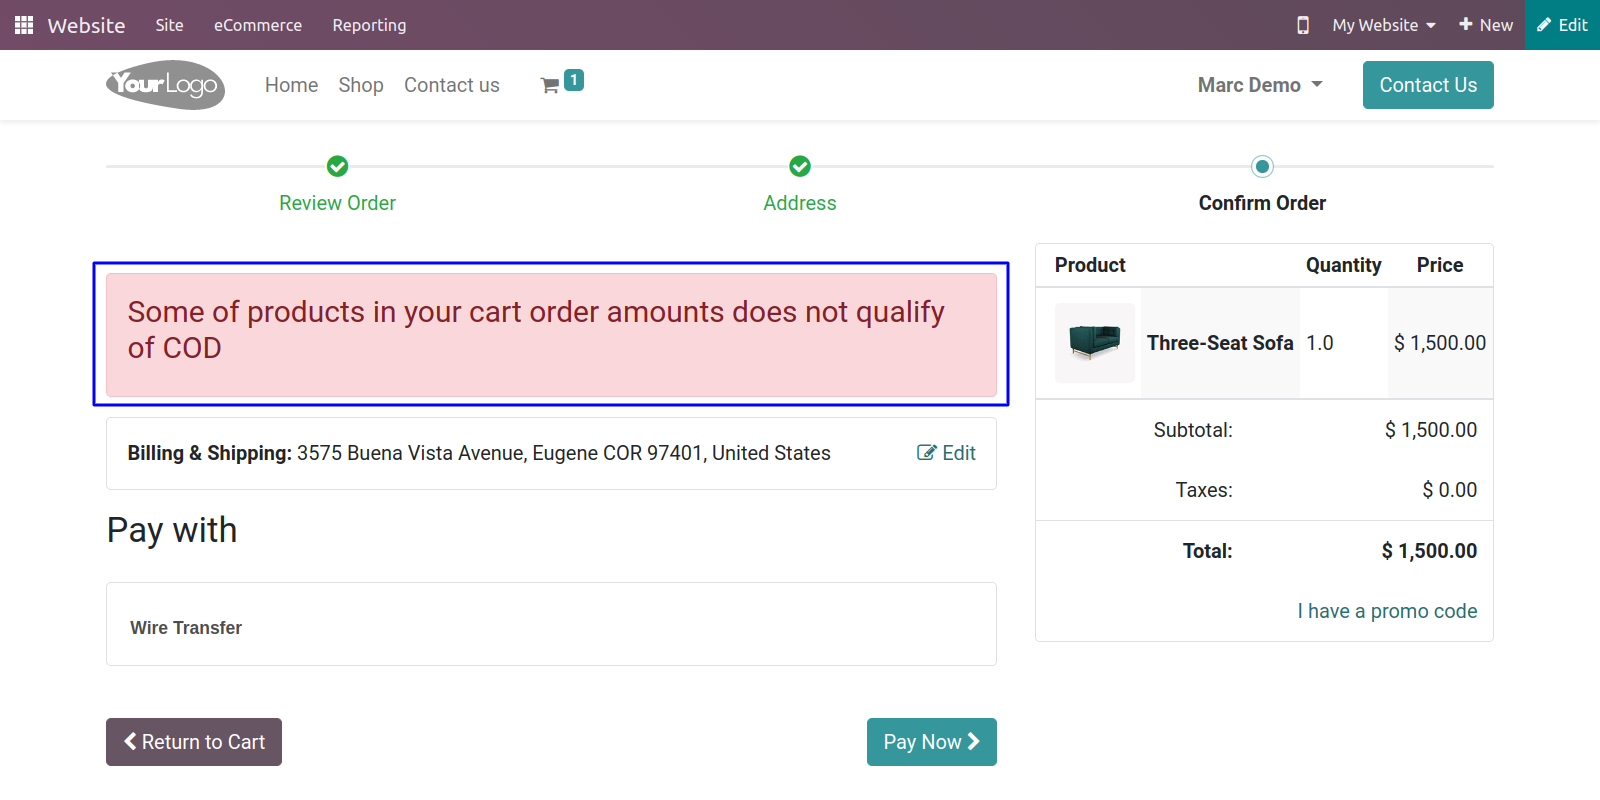 Website Site eCommerce Reporting My Website New Edit
YourLogo Home Shop Contact us 1 Marc Demo Contact Us
Review Order Address Confirm Order
Some of products in your cart order amounts does not qualify
of COD
Billing & Shipping: 3575 Buena Vista Avenue, Eugene COR 97401, United States Edit
Pay with
Wire Transfer
Return to Cart Pay Now
Product Quantity Price
Three-Seat Sofa 1.0 $ 1,500.00
Subtotal: $ 1,500.00
Taxes: $ 0.00
Total: $ 1,500.00
I have a promo code